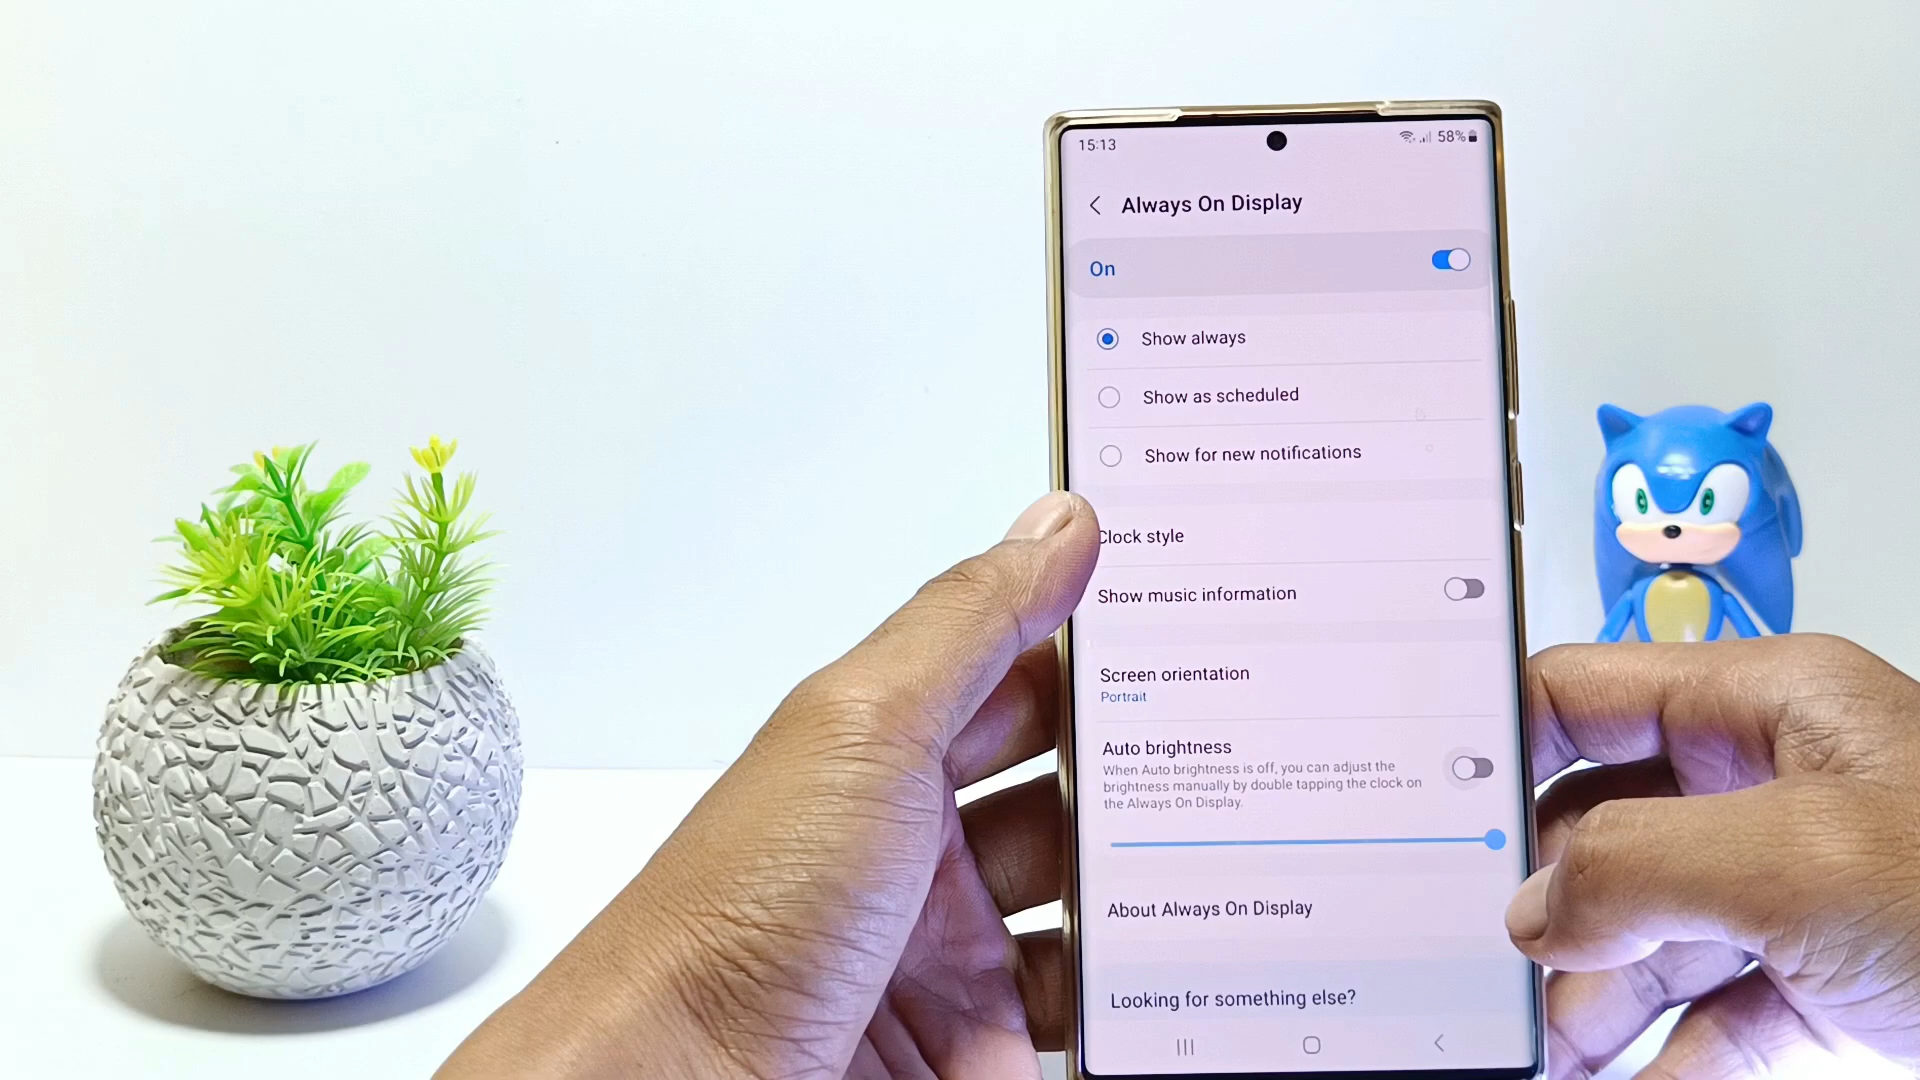 15:13
58%
Always On Display
On
Show always
Show as scheduled
Show for new notifications
Clock style
Show music information
Screen orientation
Portrait
Auto brightness
When Auto brightness is off, you can adjust the
brightness manually by double tapping the clock on
the Always On Display.
About Always On Display
Looking for something else?